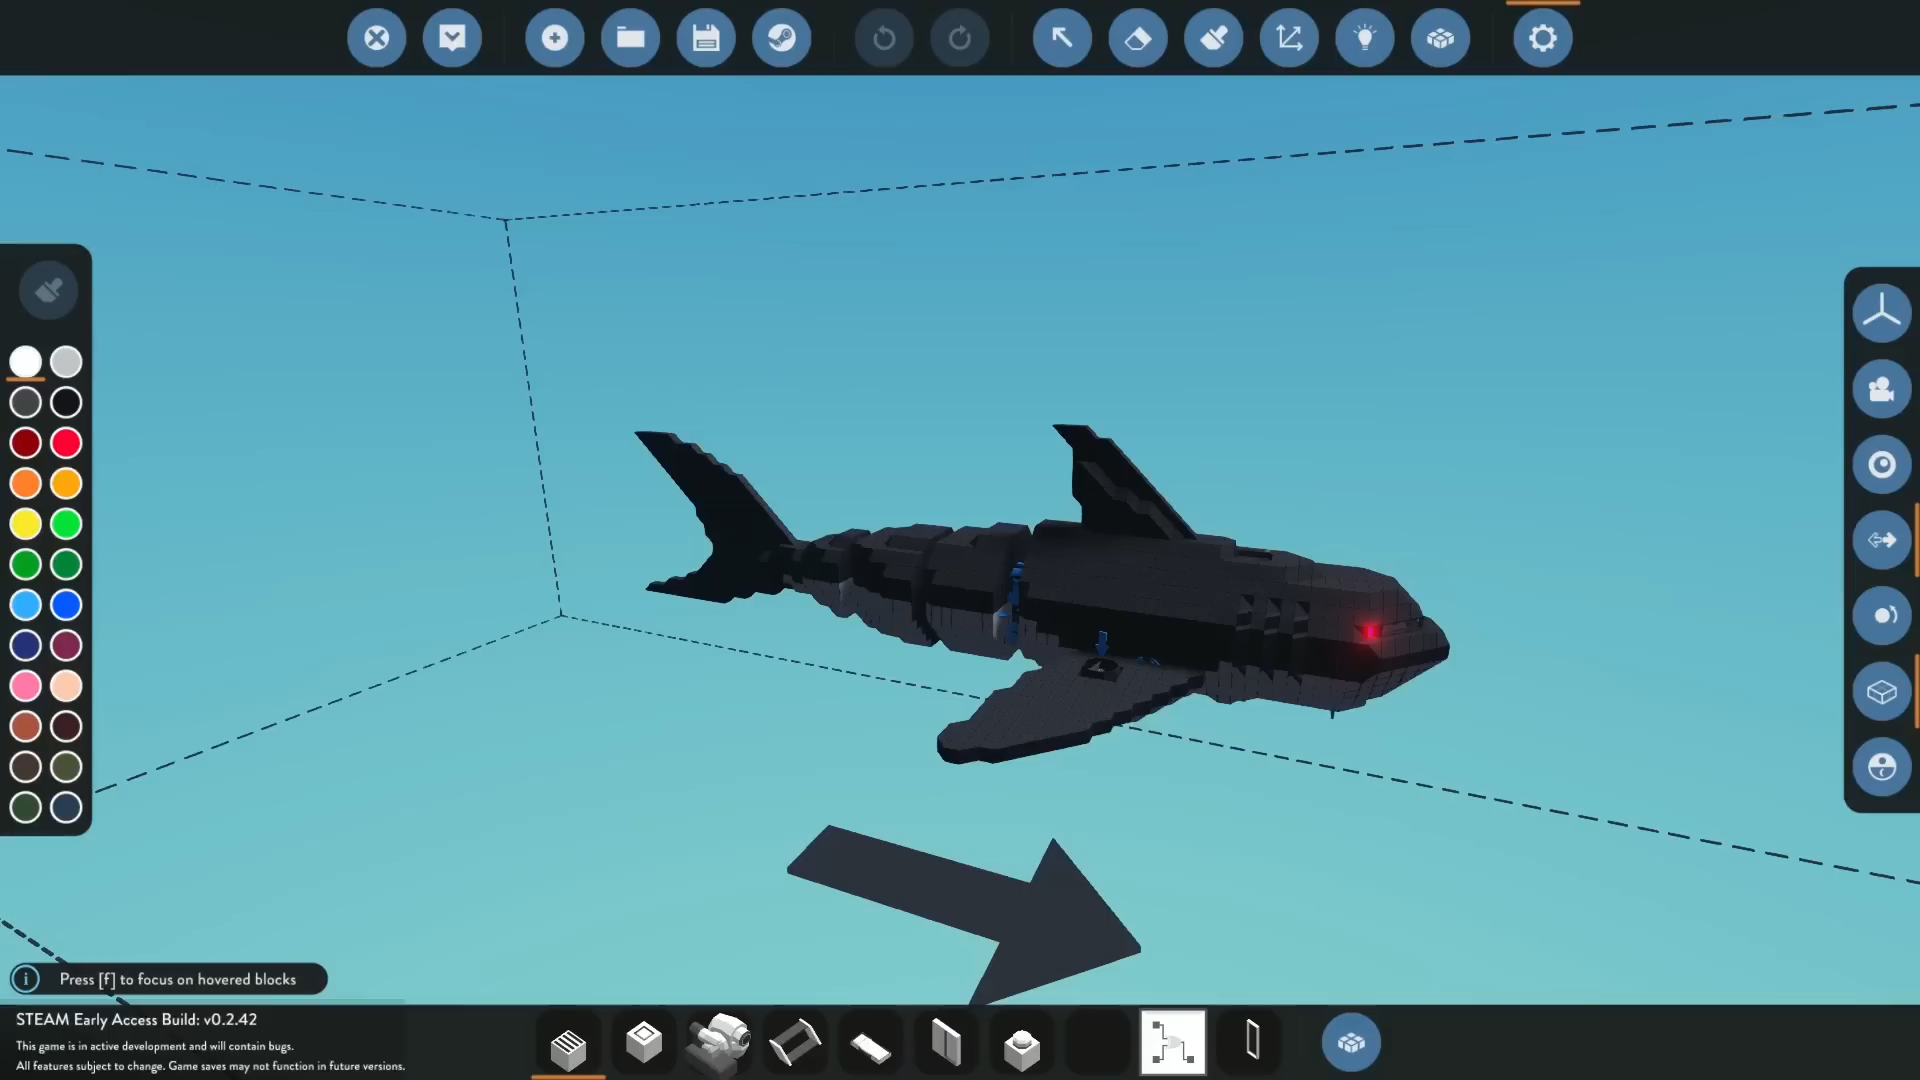 Press [f] to focus on hovered blocks
STEAM Early Access Build: v0.2.42
This game is in active development and will contain bugs.
All features subject to change. Game saves may not function in future versions.